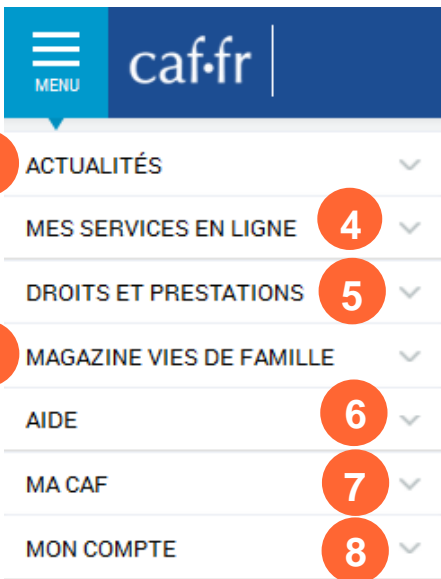 MENU caf•fr
ACTUALITÉS
MES SERVICES EN LIGNE 4
DROITS ET PRESTATIONS 5
MAGAZINE VIES DE FAMILLE
AIDE 6
MA CAF 7
MON COMPTE 8